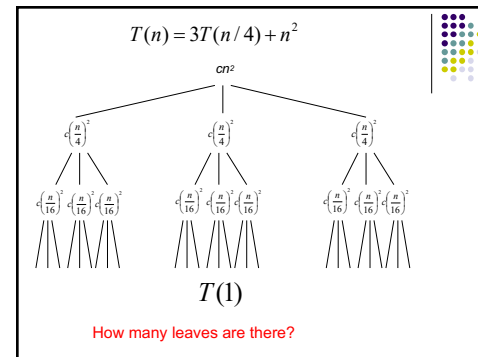 T(n) = 3T(n/4) + n²
cn²
c(n/4)² c(n/4)² c(n/4)²
c(n/16)² c(n/16)² c(n/16)² c(n/16)² c(n/16)² c(n/16)² c(n/16)² c(n/16)² c(n/16)²
T(1)
How many leaves are there?